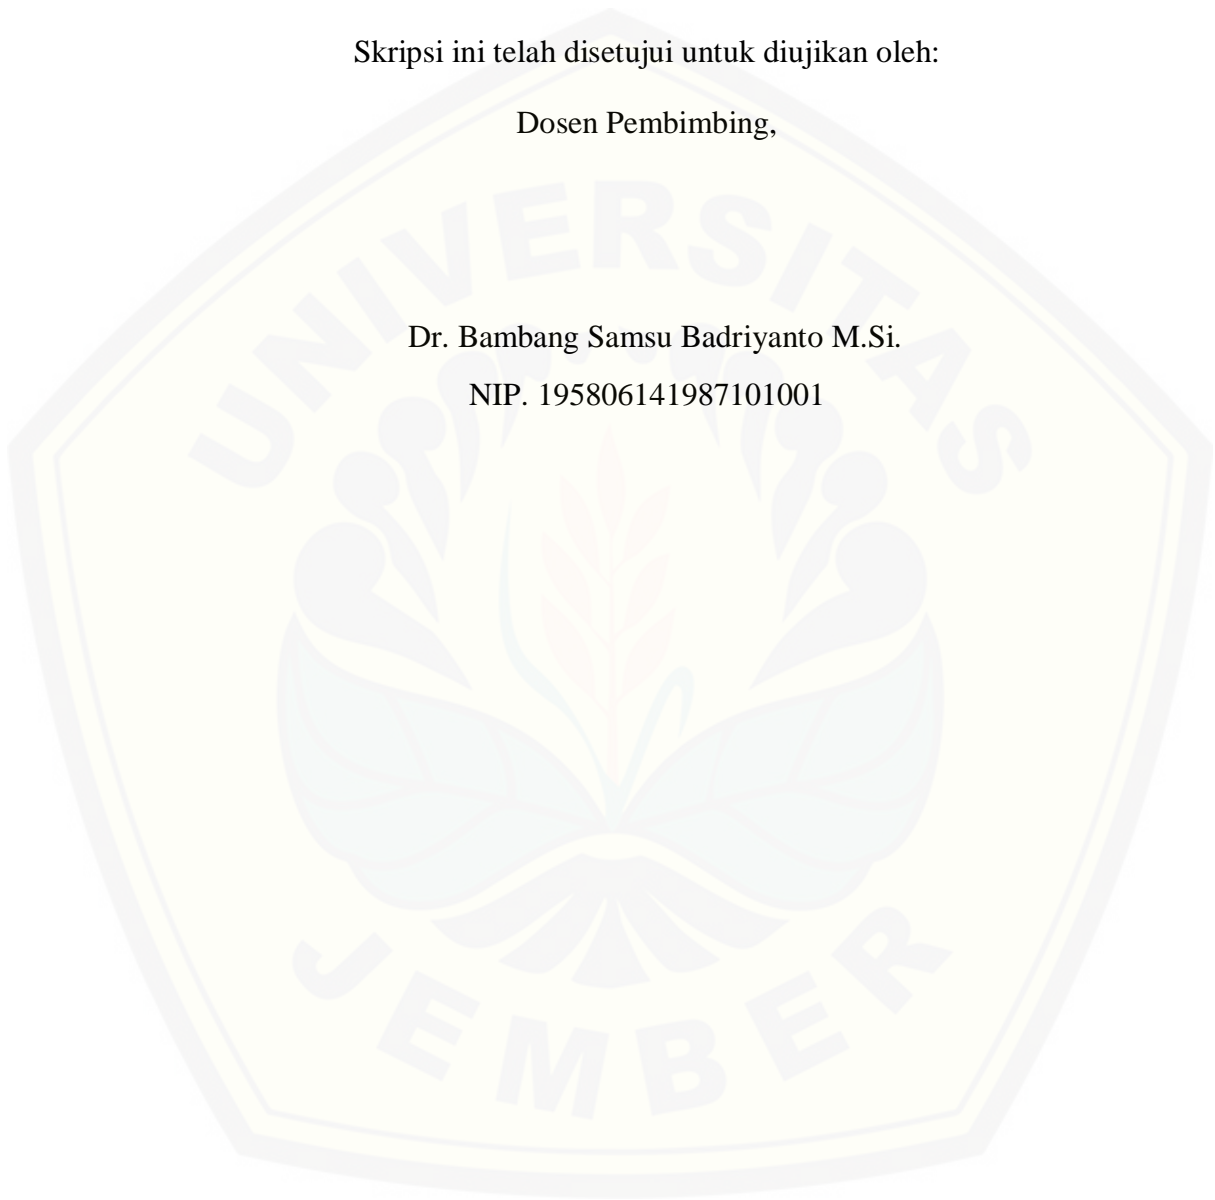 Skripsi ini telah disetujui untuk diujikan oleh:
Dosen Pembimbing,
UNIVERSITAS
Dr. Bambang Samsu Badriyanto M.Si.
NIP. 195806141987101001
JEMBER